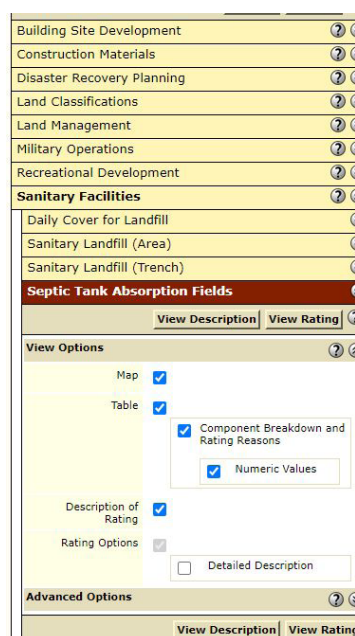 Building Site Development
Construction Materials
Disaster Recovery Planning
Land Classifications
Land Management
Military Operations
Recreational Development
Sanitary Facilities
Daily Cover for Landfill
Sanitary Landfill (Area)
Sanitary Landfill (Trench)
Septic Tank Absorption Fields
View Description View Rating
View Options
Map
Table
Component Breakdown and
Rating Reasons
Numeric Values
Description of
Rating
Rating Options
Detailed Description
Advanced Options
View Description View Rating